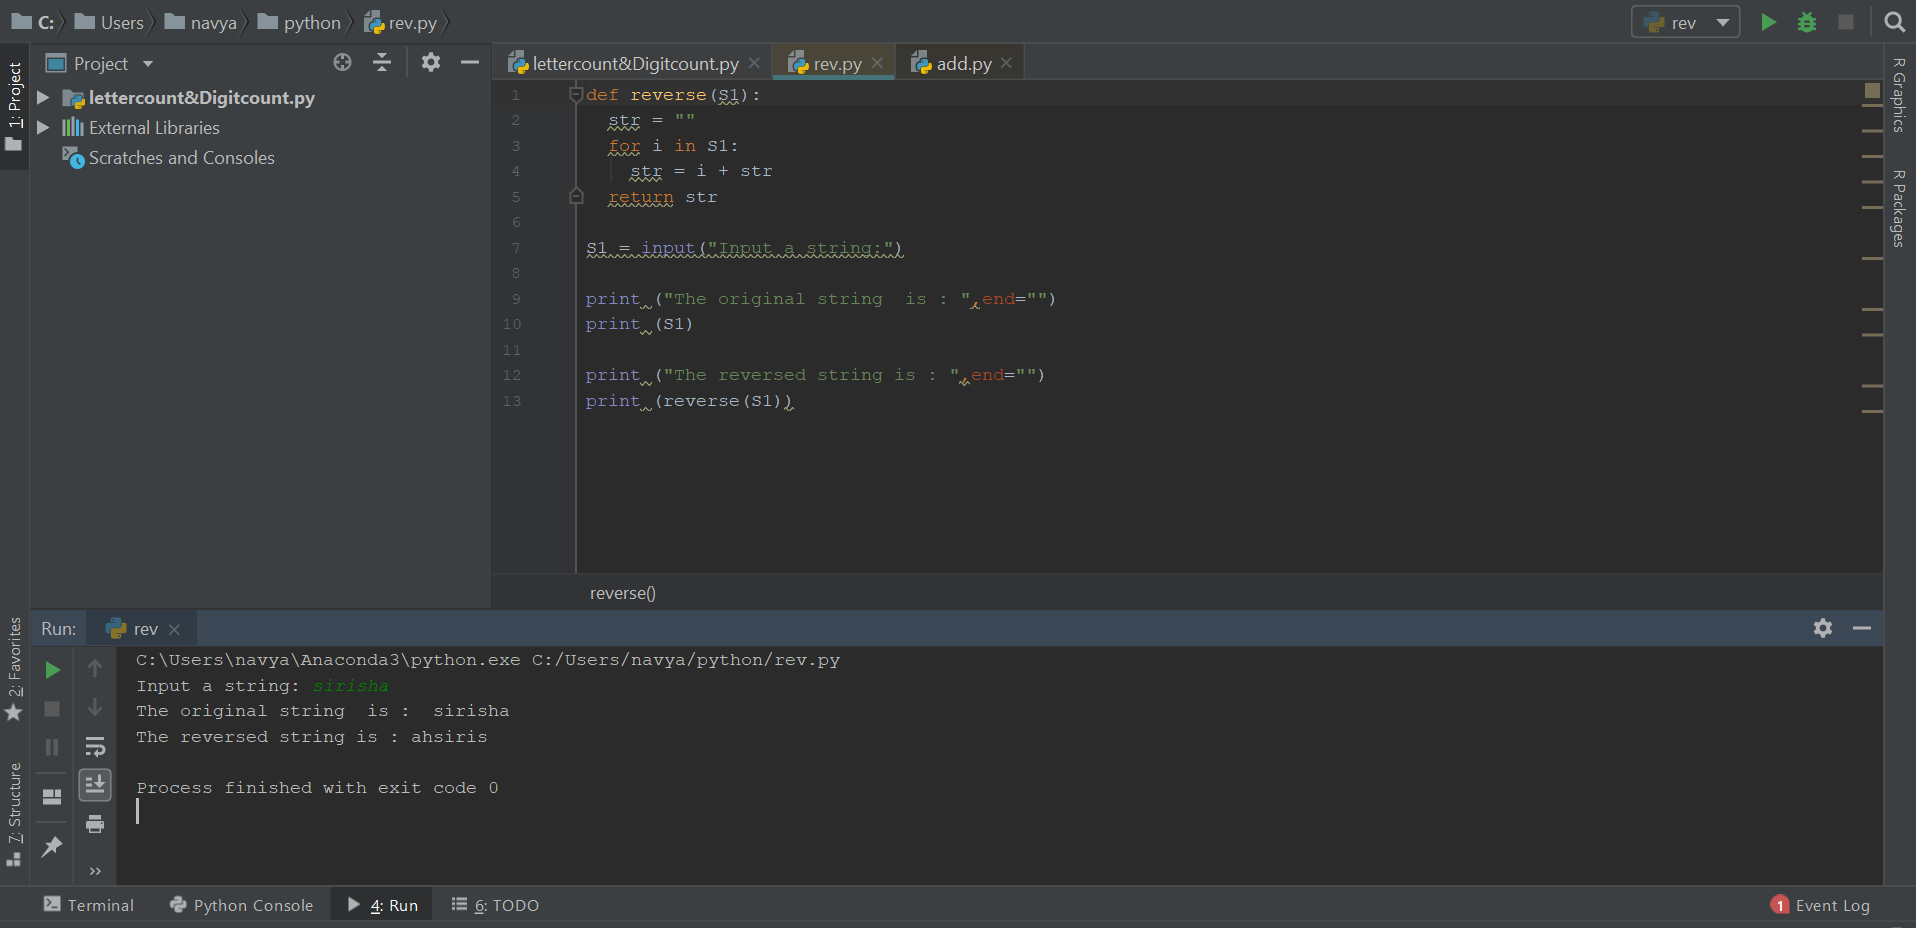 C: Users navya python rev.py
rev
1: Project
Project
lettercount&Digitcount.py
External Libraries
Scratches and Consoles
lettercount&Digitcount.py rev.py add.py
1 def reverse(S1):
2   str = ""
3   for i in S1:
4     str = i + str
5   return str
6
7 S1 = input("Input a string:")
8
9 print ("The original string  is : ",end="")
10 print (S1)
11
12 print ("The reversed string is : ",end="")
13 print (reverse(S1))
reverse()
R Graphics
R Packages
2: Favorites
7: Structure
Run: rev
C:\Users\navya\Anaconda3\python.exe C:/Users/navya/python/rev.py
Input a string: sirisha
The original string  is :  sirisha
The reversed string is : ahsiris
Process finished with exit code 0
Terminal Python Console 4: Run 6: TODO
1 Event Log